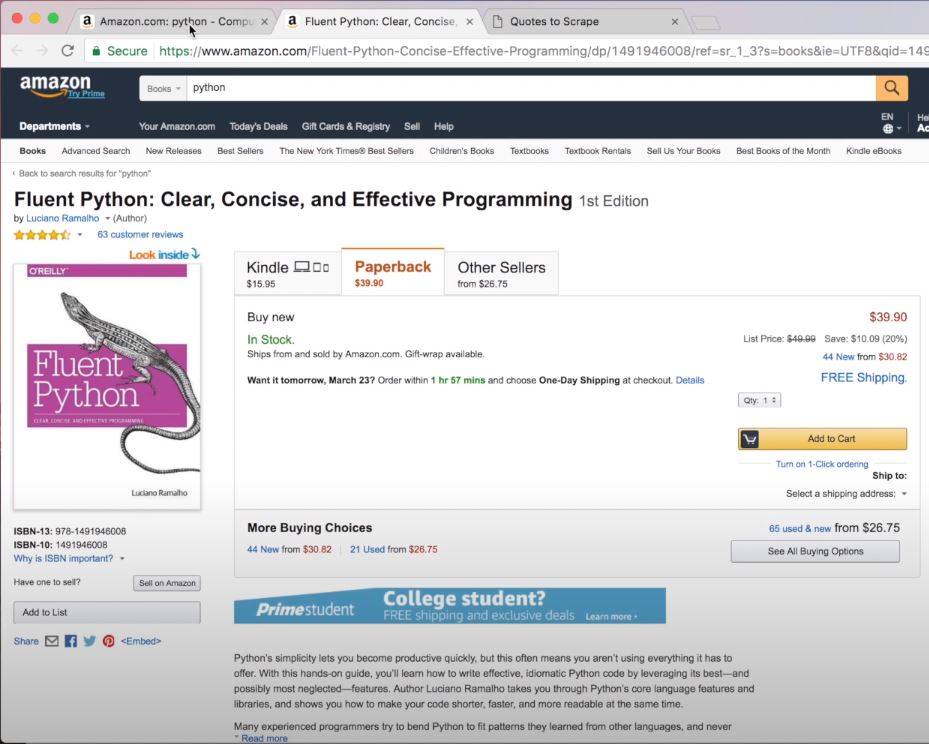 Amazon.com: python - Compu
Fluent Python: Clear, Concise,
Quotes to Scrape
Secure https://www.amazon.com/Fluent-Python-Concise-Effective-Programming/dp/1491946008/ref=sr_1_3?s=books&ie=UTF8&qid=149
amazon
Try Prime
Books
python
Departments
Your Amazon.com Today's Deals Gift Cards & Registry Sell Help
EN
He
Ac
Books Advanced Search New Releases Best Sellers The New York Times® Best Sellers Children's Books Textbooks Textbook Rentals Sell Us Your Books Best Books of the Month Kindle eBooks
‹ Back to search results for "python"
Fluent Python: Clear, Concise, and Effective Programming 1st Edition
by Luciano Ramalho (Author)
63 customer reviews
Look inside
O'REILLY®
Fluent
Python
CLEAR, CONCISE, AND EFFECTIVE PROGRAMMING
Luciano Ramalho
ISBN-13: 978-1491946008
ISBN-10: 1491946008
Why is ISBN important?
Have one to sell? Sell on Amazon
Add to List
Share <Embed>
Kindle
$15.95
Paperback
$39.90
Other Sellers
from $26.75
Buy new
$39.90
In Stock.
Ships from and sold by Amazon.com. Gift-wrap available.
List Price: $49.99 Save: $10.09 (20%)
44 New from $30.82
FREE Shipping.
Want it tomorrow, March 23? Order within 1 hr 57 mins and choose One-Day Shipping at checkout. Details
Qty: 1
Add to Cart
Turn on 1-Click ordering
Ship to:
Select a shipping address:
More Buying Choices
44 New from $30.82 | 21 Used from $26.75
65 used & new from $26.75
See All Buying Options
Prime student
College student?
FREE shipping and exclusive deals Learn more ›
Python's simplicity lets you become productive quickly, but this often means you aren't using everything it has to
offer. With this hands-on guide, you'll learn how to write effective, idiomatic Python code by leveraging its best—and
possibly most neglected—features. Author Luciano Ramalho takes you through Python's core language features and
libraries, and shows you how to make your code shorter, faster, and more readable at the same time.
Many experienced programmers try to bend Python to fit patterns they learned from other languages, and never
Read more